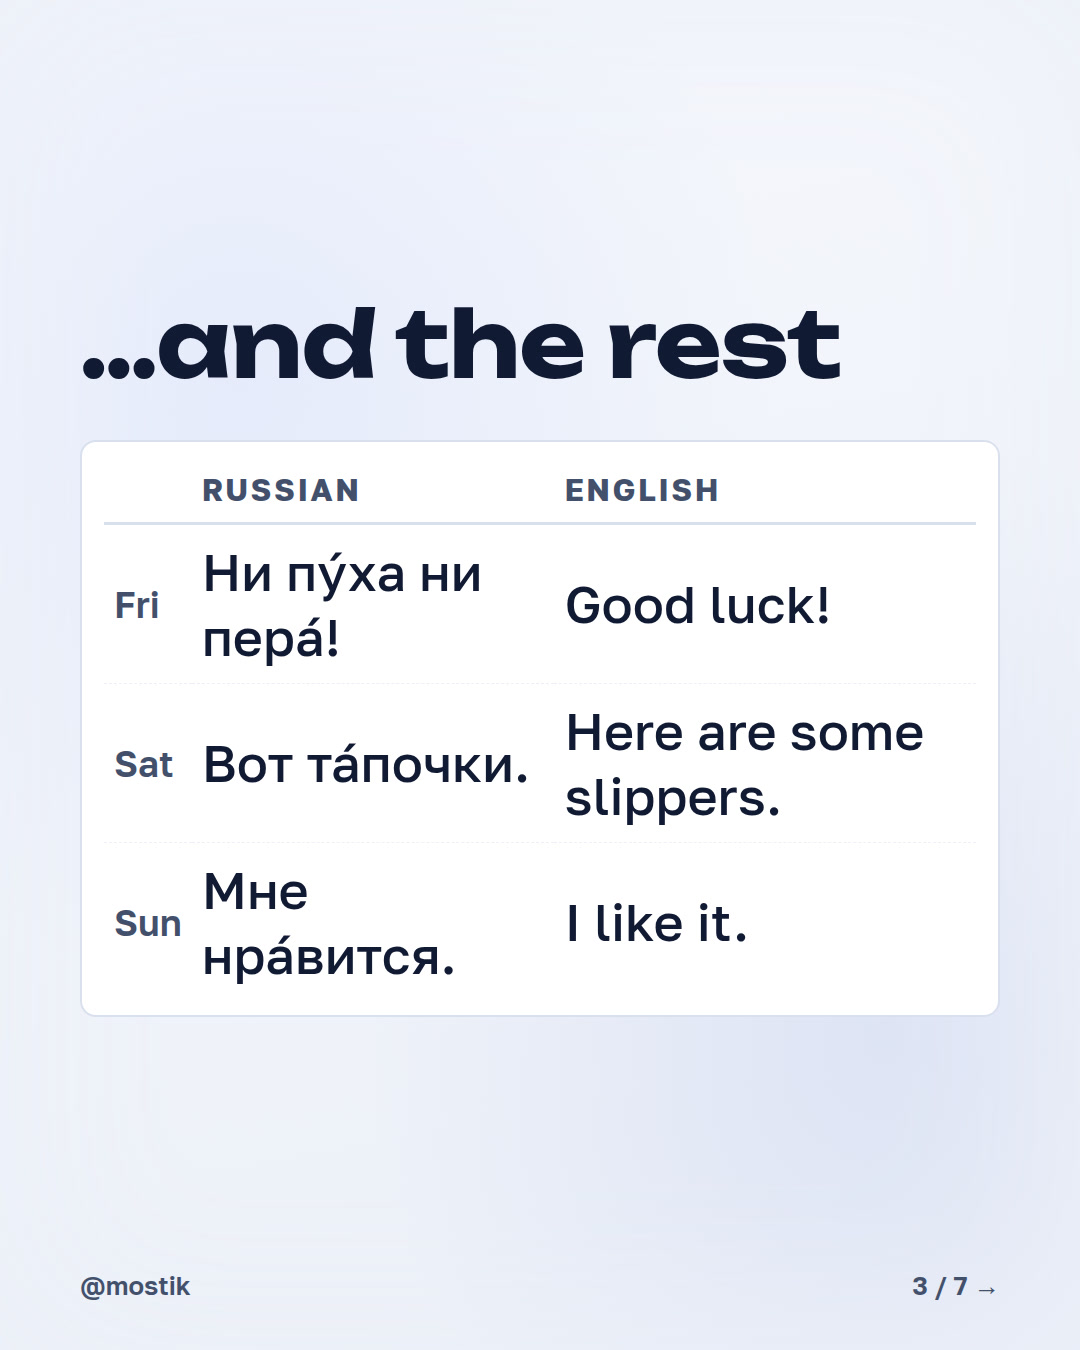 ...and the rest
RUSSIAN ENGLISH
Fri Ни пу́ха ни пера́! Good luck!
Sat Вот та́почки. Here are some slippers.
Sun Мне нра́вится. I like it.
@mostik 3 / 7 →